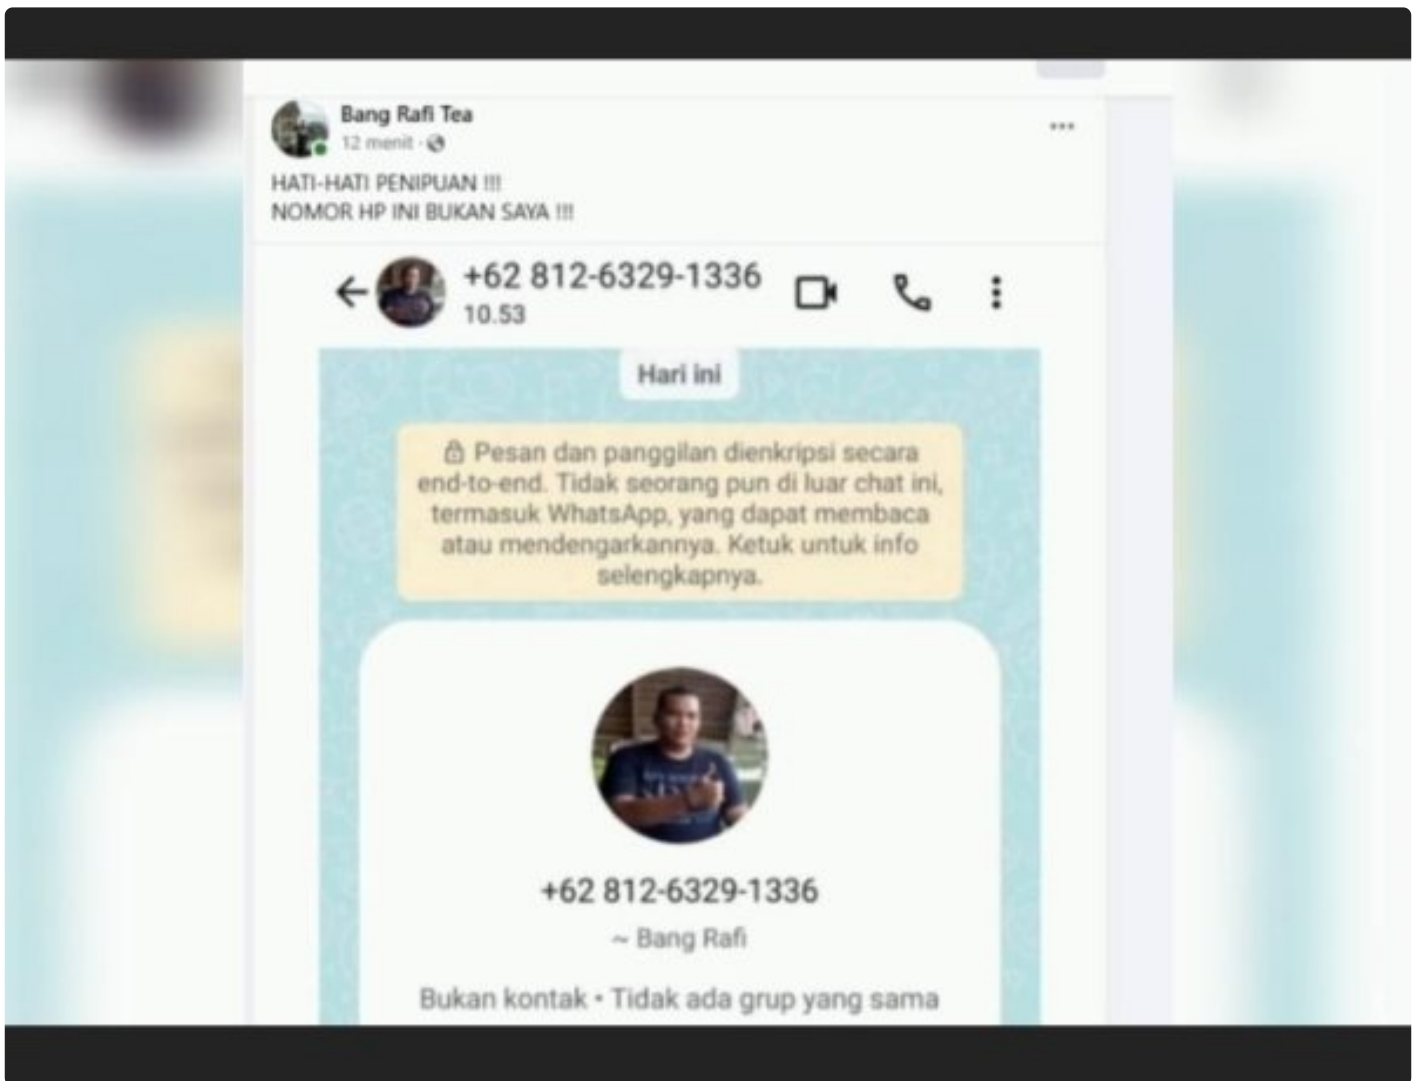 Bang Rafi Tea
12 menit ·
HATI-HATI PENIPUAN !!!
NOMOR HP INI BUKAN SAYA !!!
+62 812-6329-1336
10.53
Hari ini
Pesan dan panggilan dienkripsi secara
end-to-end. Tidak seorang pun di luar chat ini,
termasuk WhatsApp, yang dapat membaca
atau mendengarkannya. Ketuk untuk info
selengkapnya.
+62 812-6329-1336
~ Bang Rafi
Bukan kontak • Tidak ada grup yang sama